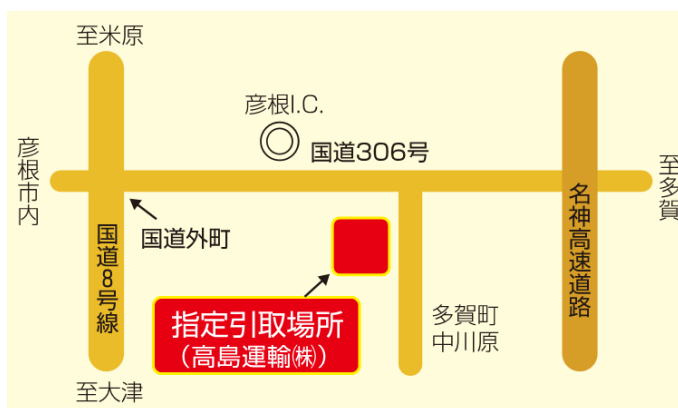 至米原
彦根I.C.
国道306号
彦根市内
至多賀
国道外町
国道8号線
名神高速道路
指定引取場所
(高島運輸㈱)
多賀町
中川原
至大津